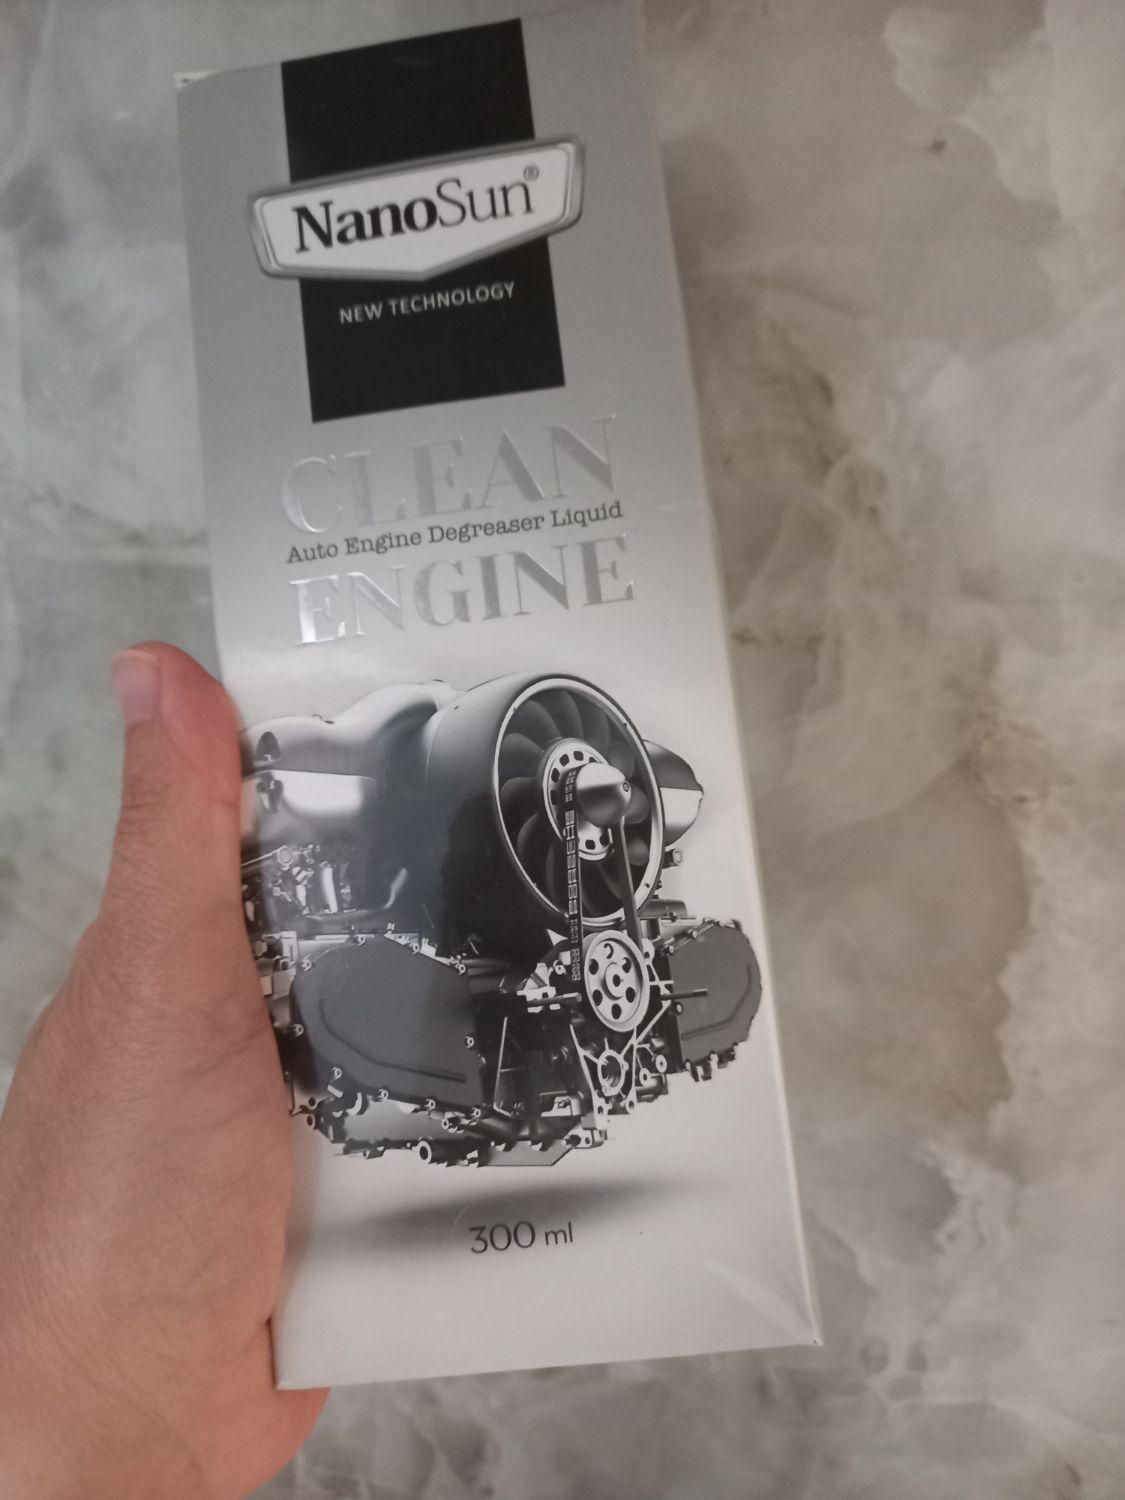 NanoSun®
NEW TECHNOLOGY
CLEAN
Auto Engine Degreaser Liquid
ENGINE
300 ml